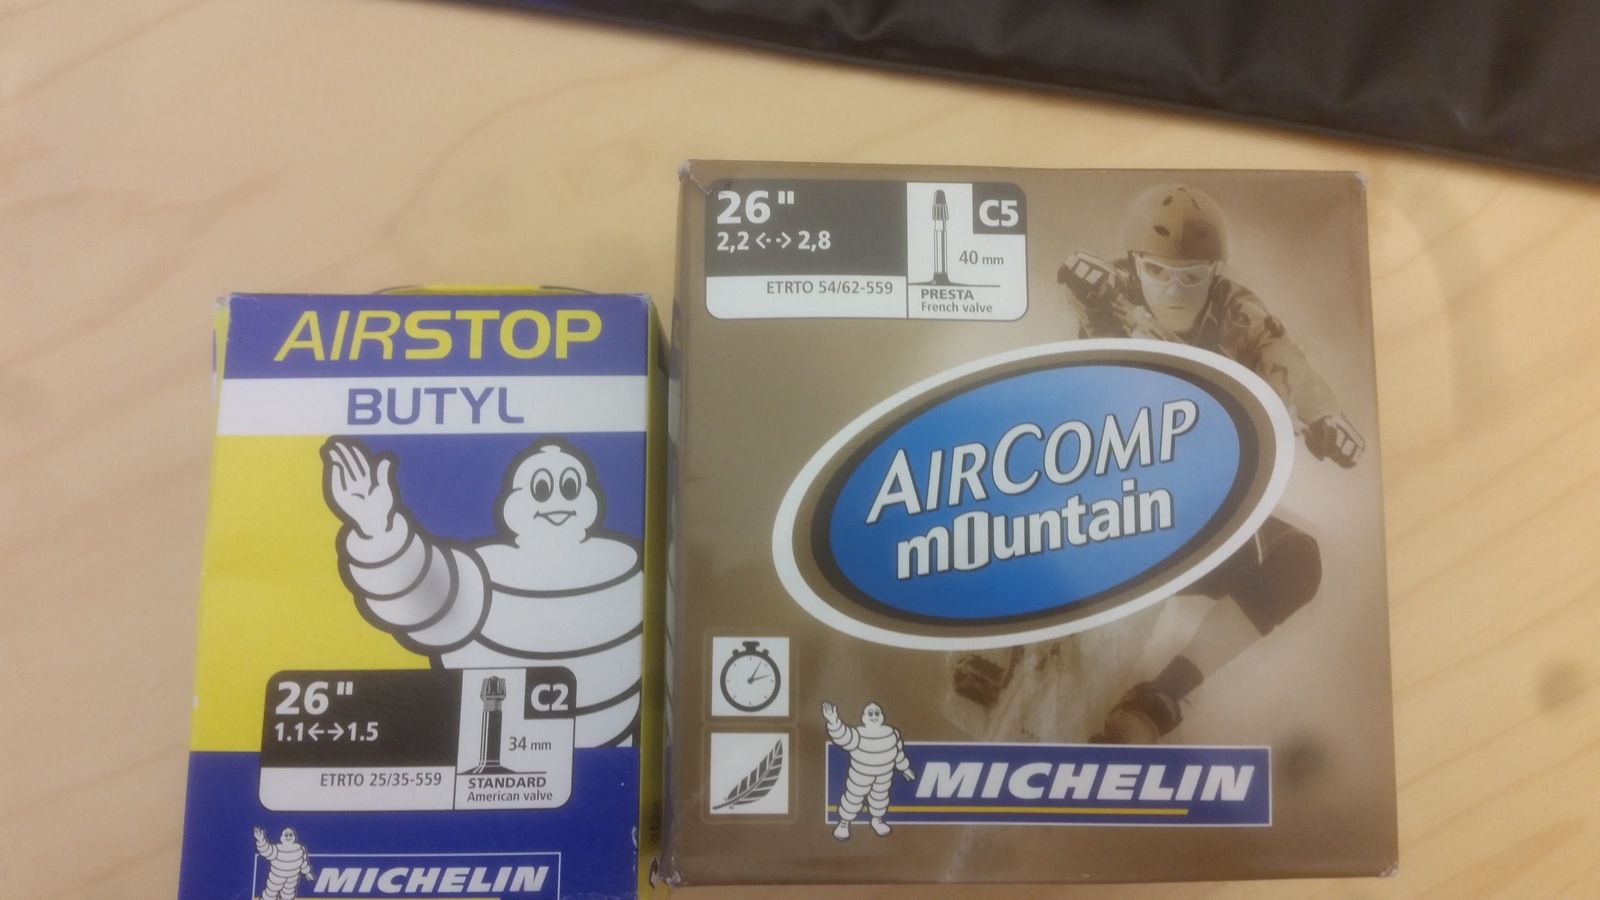 AIRSTOP
BUTYL
26"
1.1<->1.5
ETRTO 25/35-559
C2
34 mm
STANDARD
American valve
MICHELIN
26"
2,2 <··> 2,8
ETRTO 54/62-559
C5
40 mm
PRESTA
French valve
AIRCOMP
mountain
MICHELIN